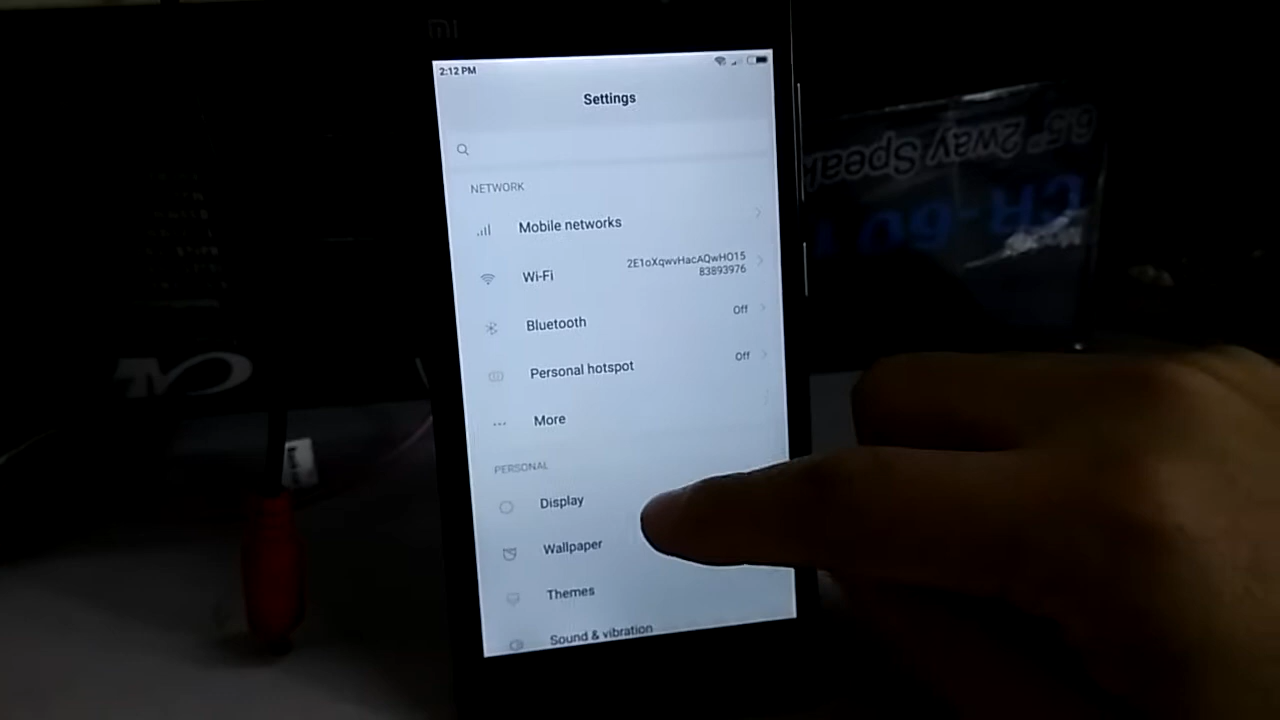 MI
2:12 PM
Settings
NETWORK
Mobile networks
Wi-Fi
2E1oXqwvHacAQwHO15
83893976
Bluetooth
Off
Personal hotspot
Off
More
PERSONAL
Display
Wallpaper
Themes
Sound & vibration
6.5" 2way Speak